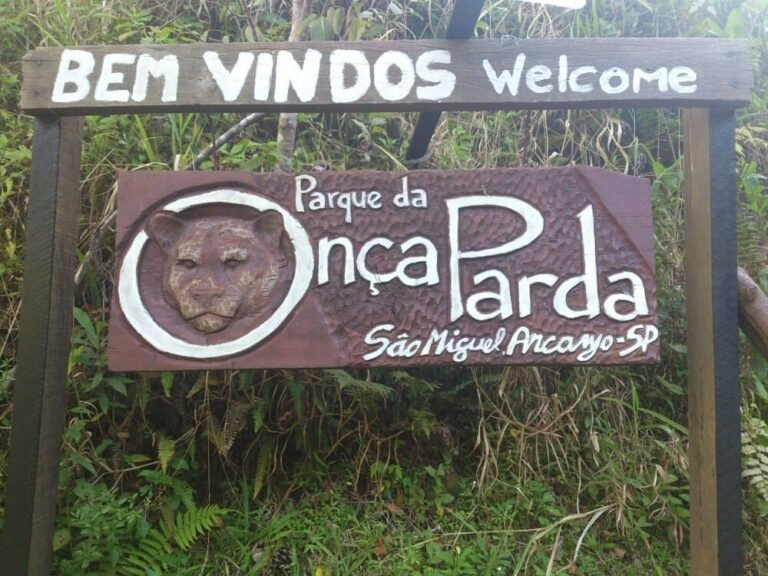 BEM VINDOS Welcome
Parque da
Onça Parda
São Miguel Arcanjo-SP